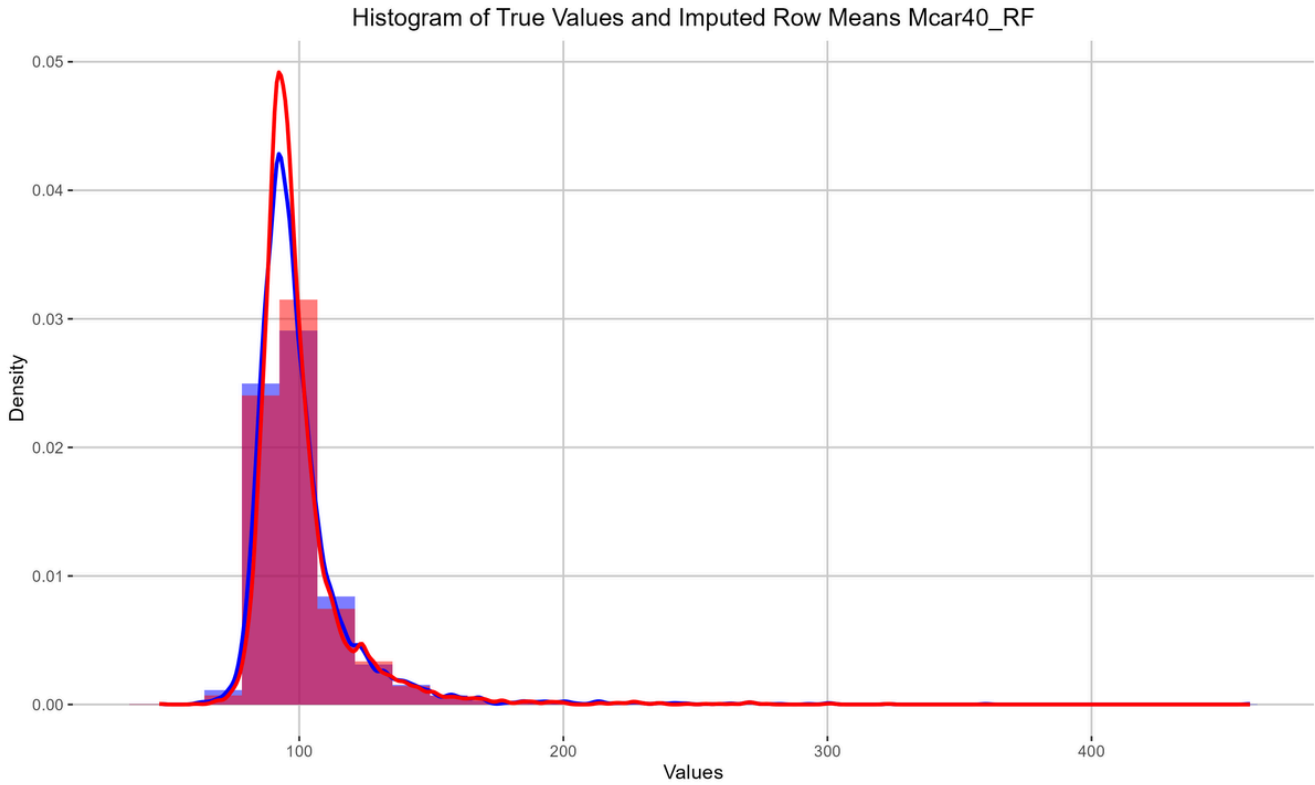 Histogram of True Values and Imputed Row Means Mcar40_RF
0.05
0.04
0.03
0.02
0.01
0.00
Density
100 200 300 400
Values